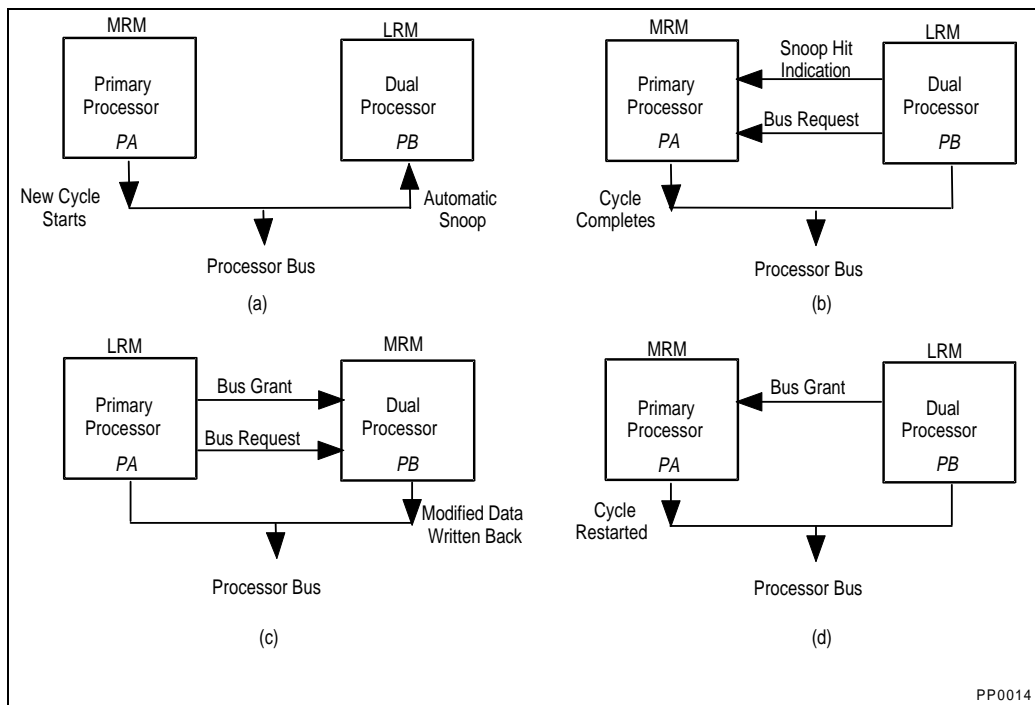 MRM
Primary
Processor
PA
New Cycle
Starts
LRM
Dual
Processor
PB
Automatic
Snoop
Processor Bus
(a)
MRM
Primary
Processor
PA
Snoop Hit
Indication
Bus Request
LRM
Dual
Processor
PB
Cycle
Completes
Processor Bus
(b)
LRM
Primary
Processor
PA
Bus Grant
Bus Request
MRM
Dual
Processor
PB
Modified Data
Written Back
Processor Bus
(c)
MRM
Primary
Processor
PA
Bus Grant
LRM
Dual
Processor
PB
Cycle
Restarted
Processor Bus
(d)
PP0014